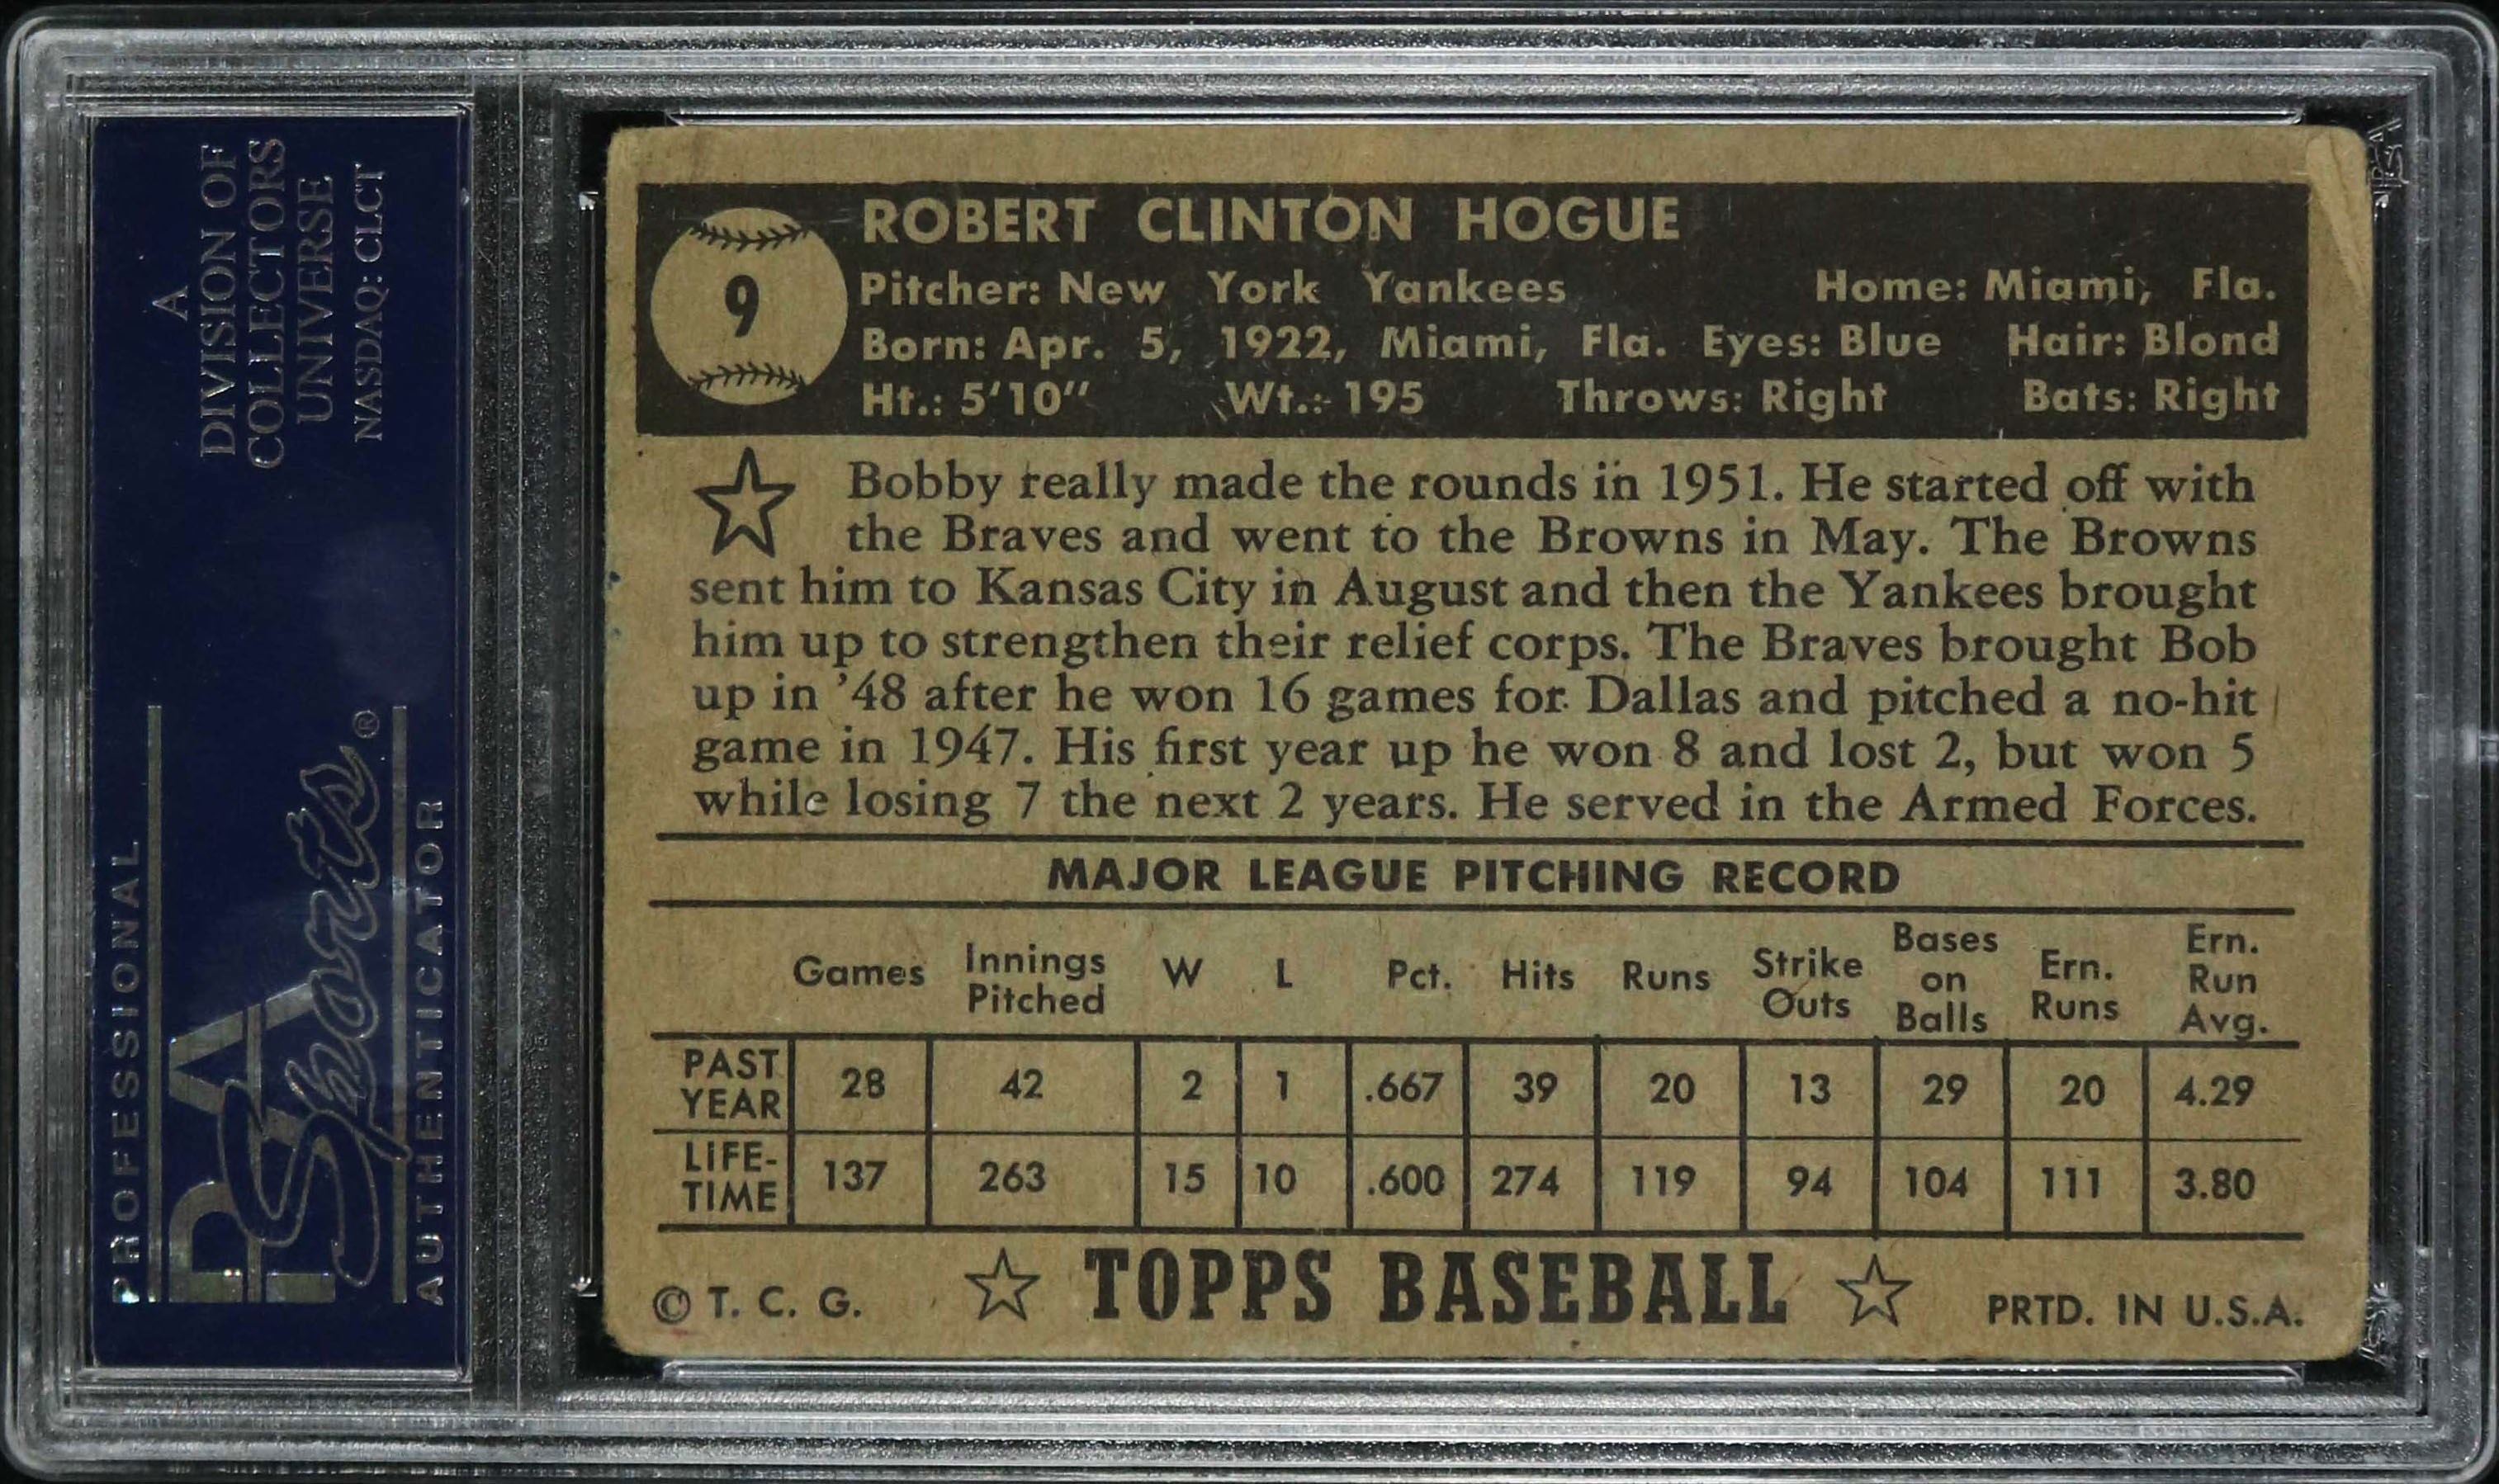 A
DIVISION OF
COLLECTORS
UNIVERSE
NASDAQ: CLCT
PROFESSIONAL
PSA
Sports®
AUTHENTICATOR
9
ROBERT CLINTON HOGUE
Pitcher: New York Yankees Home: Miami, Fla.
Born: Apr. 5, 1922, Miami, Fla. Eyes: Blue Hair: Blond
Ht.: 5'10" Wt.: 195 Throws: Right Bats: Right
Bobby really made the rounds in 1951. He started off with
the Braves and went to the Browns in May. The Browns
sent him to Kansas City in August and then the Yankees brought
him up to strengthen their relief corps. The Braves brought Bob
up in '48 after he won 16 games for Dallas and pitched a no-hit
game in 1947. His first year up he won 8 and lost 2, but won 5
while losing 7 the next 2 years. He served in the Armed Forces.
MAJOR LEAGUE PITCHING RECORD
Games Innings Pitched W L Pct. Hits Runs Strike Outs Bases on Balls Ern. Runs Ern. Run Avg.
PAST YEAR 28 42 2 1 .667 39 20 13 29 20 4.29
LIFE-TIME 137 263 15 10 .600 274 119 94 104 111 3.80
© T. C. G. ☆ TOPPS BASEBALL ☆ PRTD. IN U.S.A.